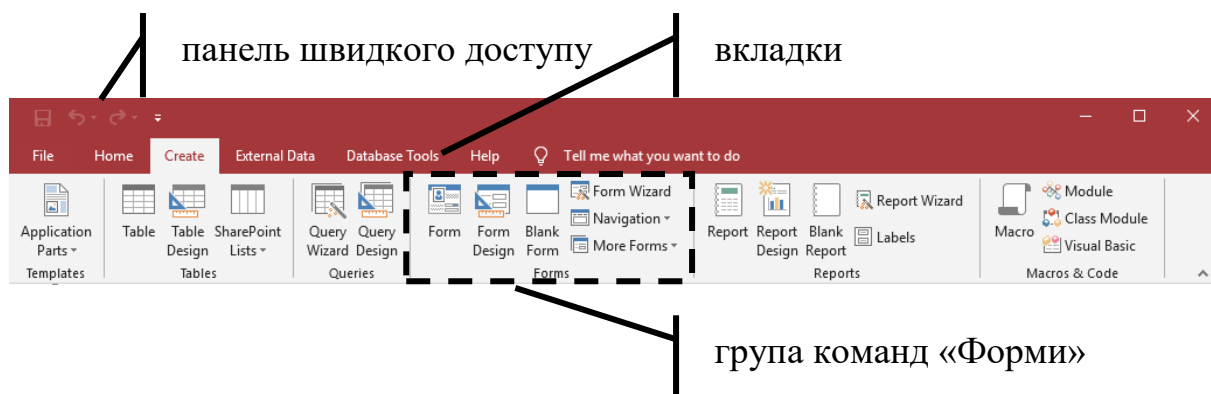 панель швидкого доступу
вкладки
File Home Create External Data Database Tools Help Tell me what you want to do
Application Parts
Table
Table Design
SharePoint Lists
Query Wizard
Query Design
Form
Form Design
Blank Form
Form Wizard
Navigation
More Forms
Report
Report Design
Blank Report
Report Wizard
Labels
Macro
Module
Class Module
Visual Basic
Templates Tables Queries Forms Reports Macros & Code
група команд «Форми»